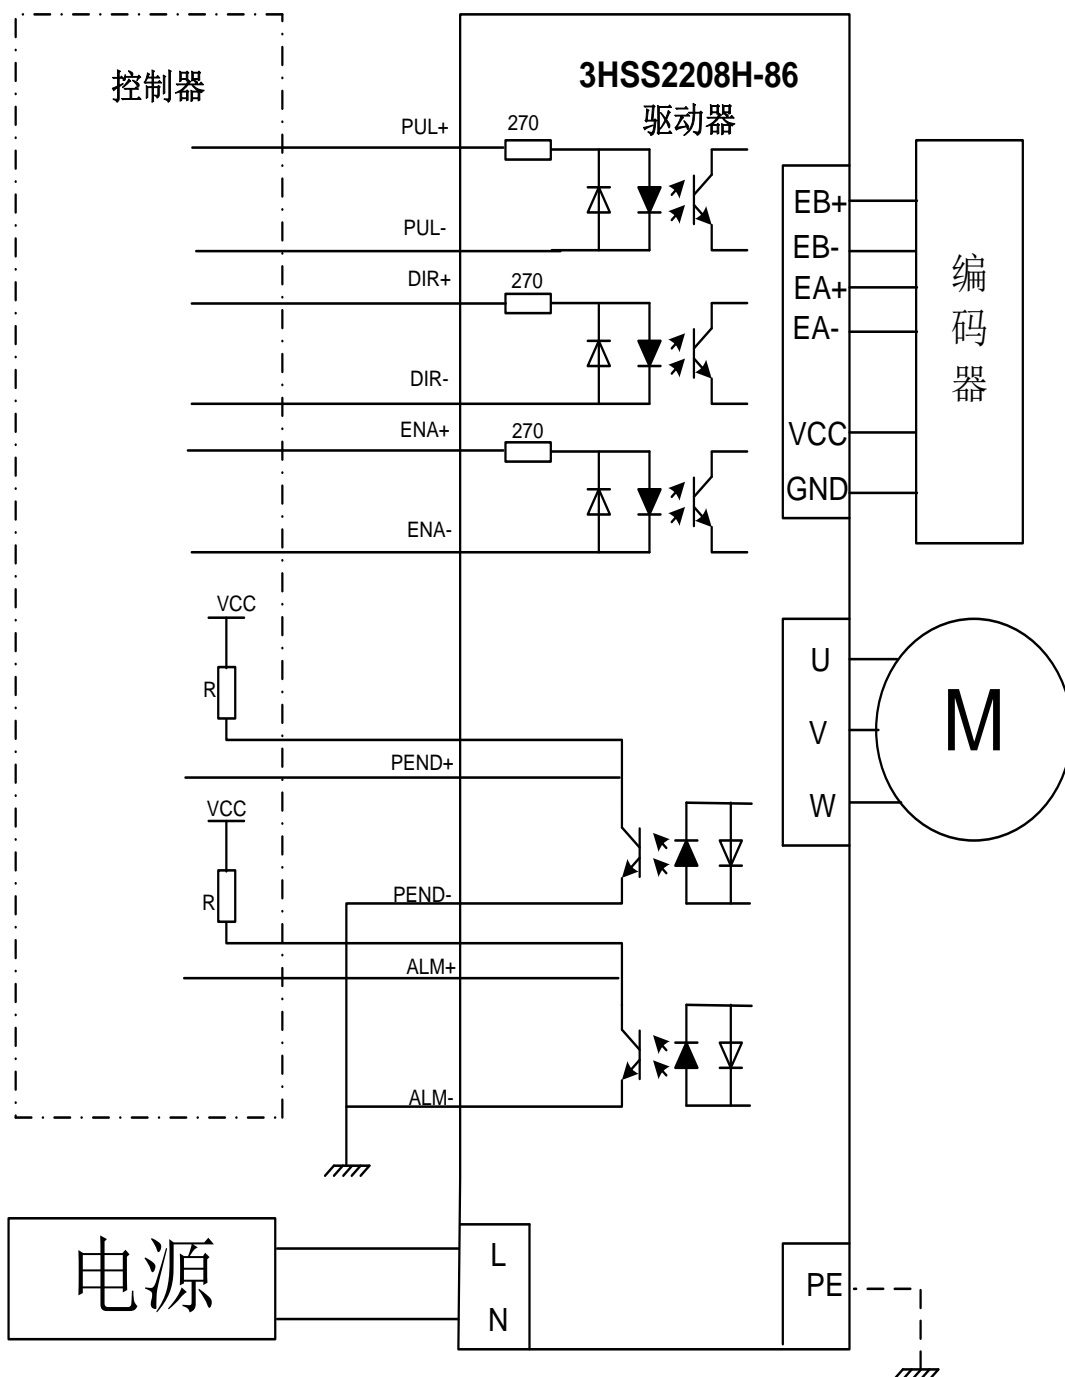 控制器
3HSS2208H-86
驱动器
PUL+
270
PUL-
DIR+
270
DIR-
ENA+
270
ENA-
EB+
EB-
EA+
EA-
VCC
GND
编码器
VCC
R
PEND+
VCC
R
PEND-
ALM+
ALM-
U
V
W
M
电源
L
N
PE